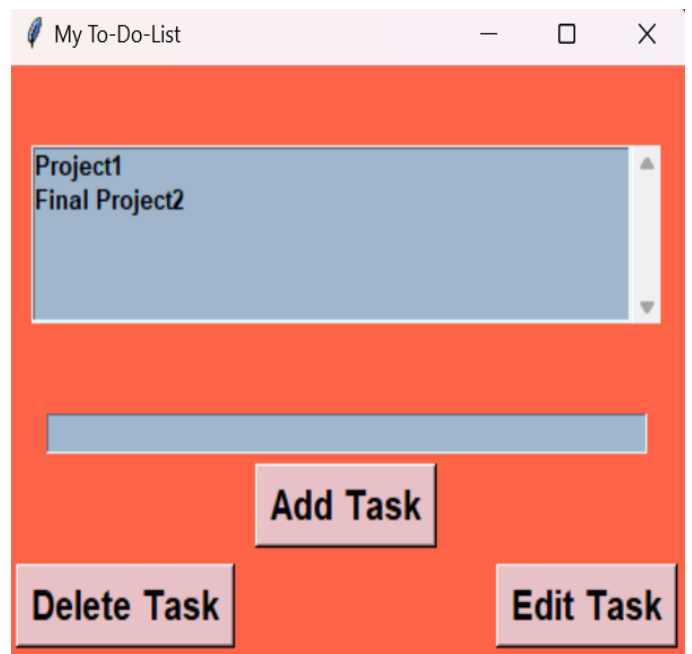 My To-Do-List
Project1
Final Project2
Add Task
Delete Task
Edit Task